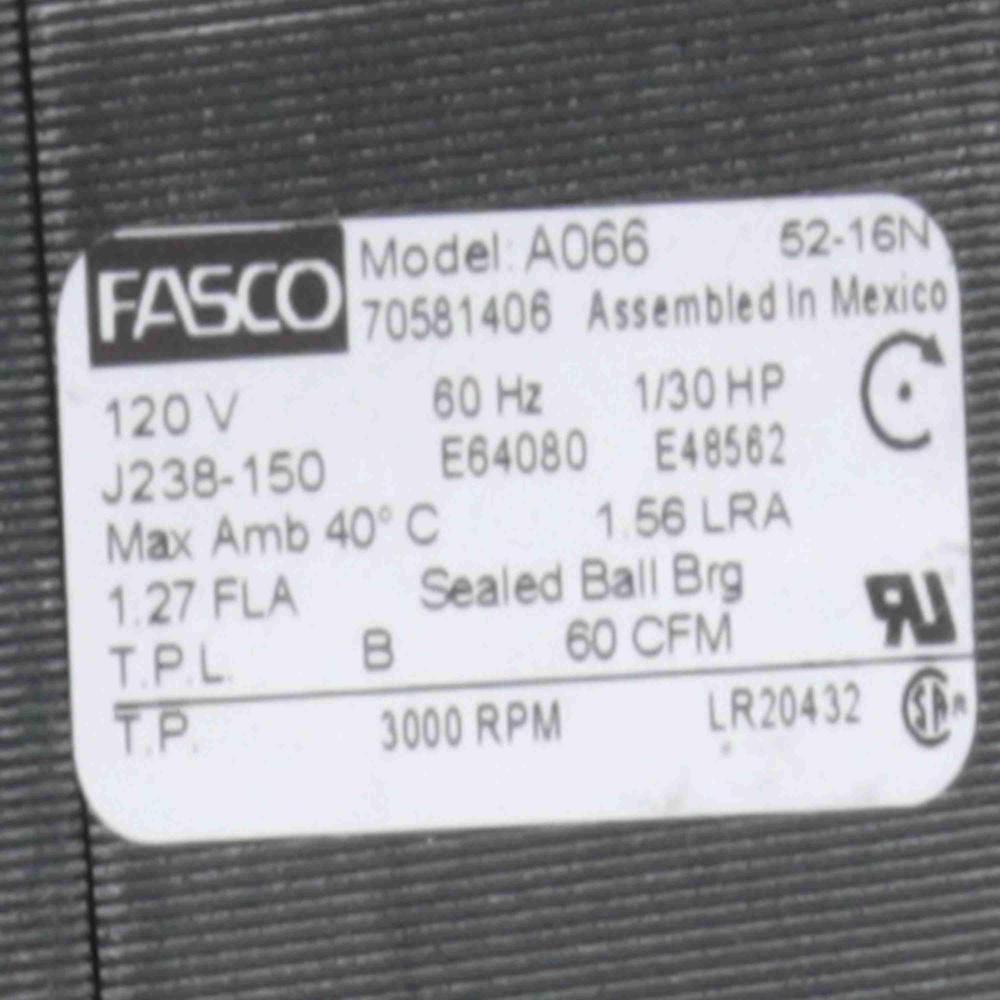 FASCO Model: A066 52-16N
70581406 Assembled In Mexico
120 V 60 Hz 1/30 HP
J238-150 E64080 E48562
Max Amb 40° C 1.56 LRA
1.27 FLA Sealed Ball Brg
T.P.L. B 60 CFM
T.P. 3000 RPM LR20432